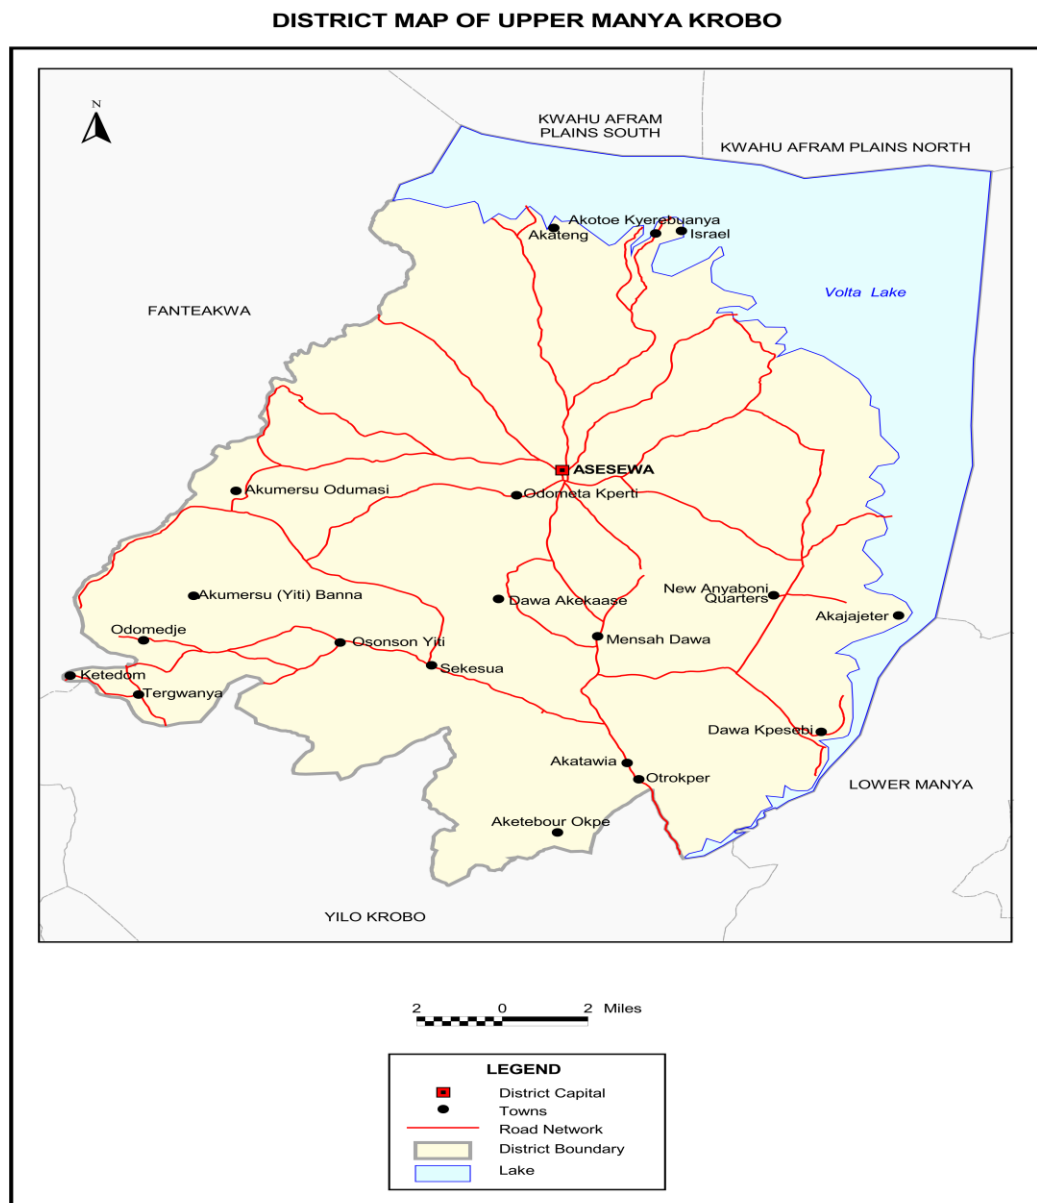 DISTRICT MAP OF UPPER MANYA KROBO
N
KWAHU AFRAM
PLAINS SOUTH
KWAHU AFRAM PLAINS NORTH
Akotoe Kyerebuanya
Akateng
Israel
Volta Lake
FANTEAKWA
ASESEWA
Akumersu Odumasi
Odometa Kperti
New Anyaboni
Quarters
Akumersu (Yiti) Banna
Dawa Akekaase
Akajajeter
Odomedje
Osonson Yiti
Mensah Dawa
Sekesua
Ketedom
Tergwanya
Dawa Kpesobi
Akatawia
Otrokper
LOWER MANYA
Aketebour Okpe
YILO KROBO
2 0 2 Miles
LEGEND
District Capital
Towns
Road Network
District Boundary
Lake